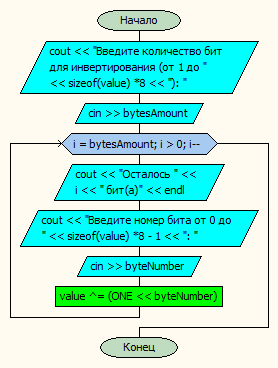 Начало
cout << "Введите количество бит
для инвертирования (от 1 до "
<< sizeof(value) *8 << "): "
cin >> bytesAmount
i = bytesAmount; i > 0; i--
cout << "Осталось " <<
i << " бит(а)" << endl
cout << "Введите номер бита от 0 до
" << sizeof(value) *8 - 1 << ": "
cin >> byteNumber
value ^= (ONE << byteNumber)
Конец